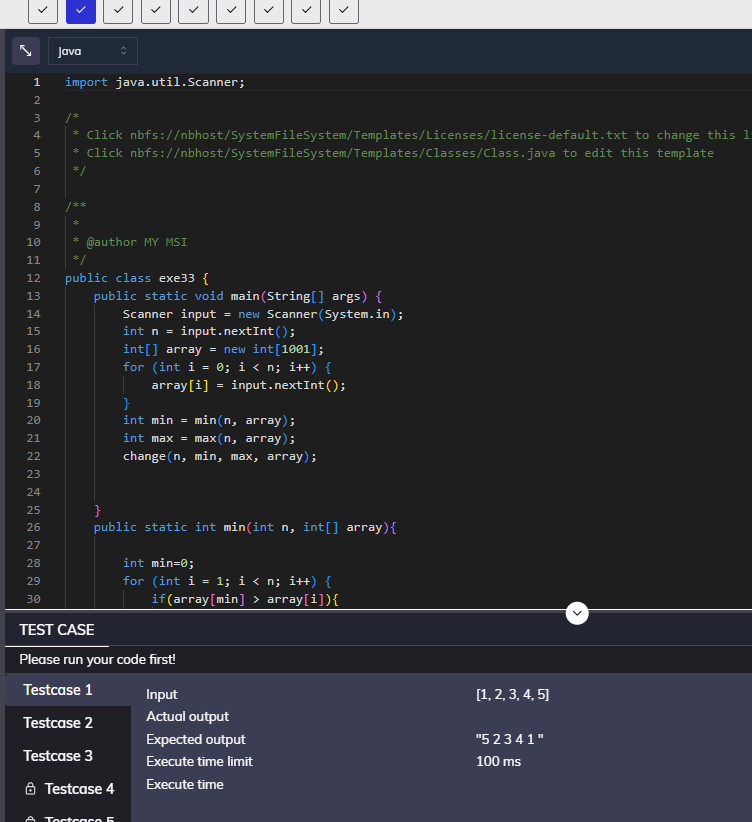 Java
1 import java.util.Scanner;
2
3 /*
4 * Click nbfs://nbhost/SystemFileSystem/Templates/Licenses/license-default.txt to change this l
5 * Click nbfs://nbhost/SystemFileSystem/Templates/Classes/Class.java to edit this template
6 */
7
8 /**
9 *
10 * @author MY MSI
11 */
12 public class exe33 {
13 public static void main(String[] args) {
14 Scanner input = new Scanner(System.in);
15 int n = input.nextInt();
16 int[] array = new int[1001];
17 for (int i = 0; i < n; i++) {
18 array[i] = input.nextInt();
19 }
20 int min = min(n, array);
21 int max = max(n, array);
22 change(n, min, max, array);
23
24
25 }
26 public static int min(int n, int[] array){
27
28 int min=0;
29 for (int i = 1; i < n; i++) {
30 if(array[min] > array[i]){
TEST CASE
Please run your code first!
Testcase 1
Testcase 2
Testcase 3
Testcase 4
Testcase 5
Input [1, 2, 3, 4, 5]
Actual output
Expected output "5 2 3 4 1 "
Execute time limit 100 ms
Execute time